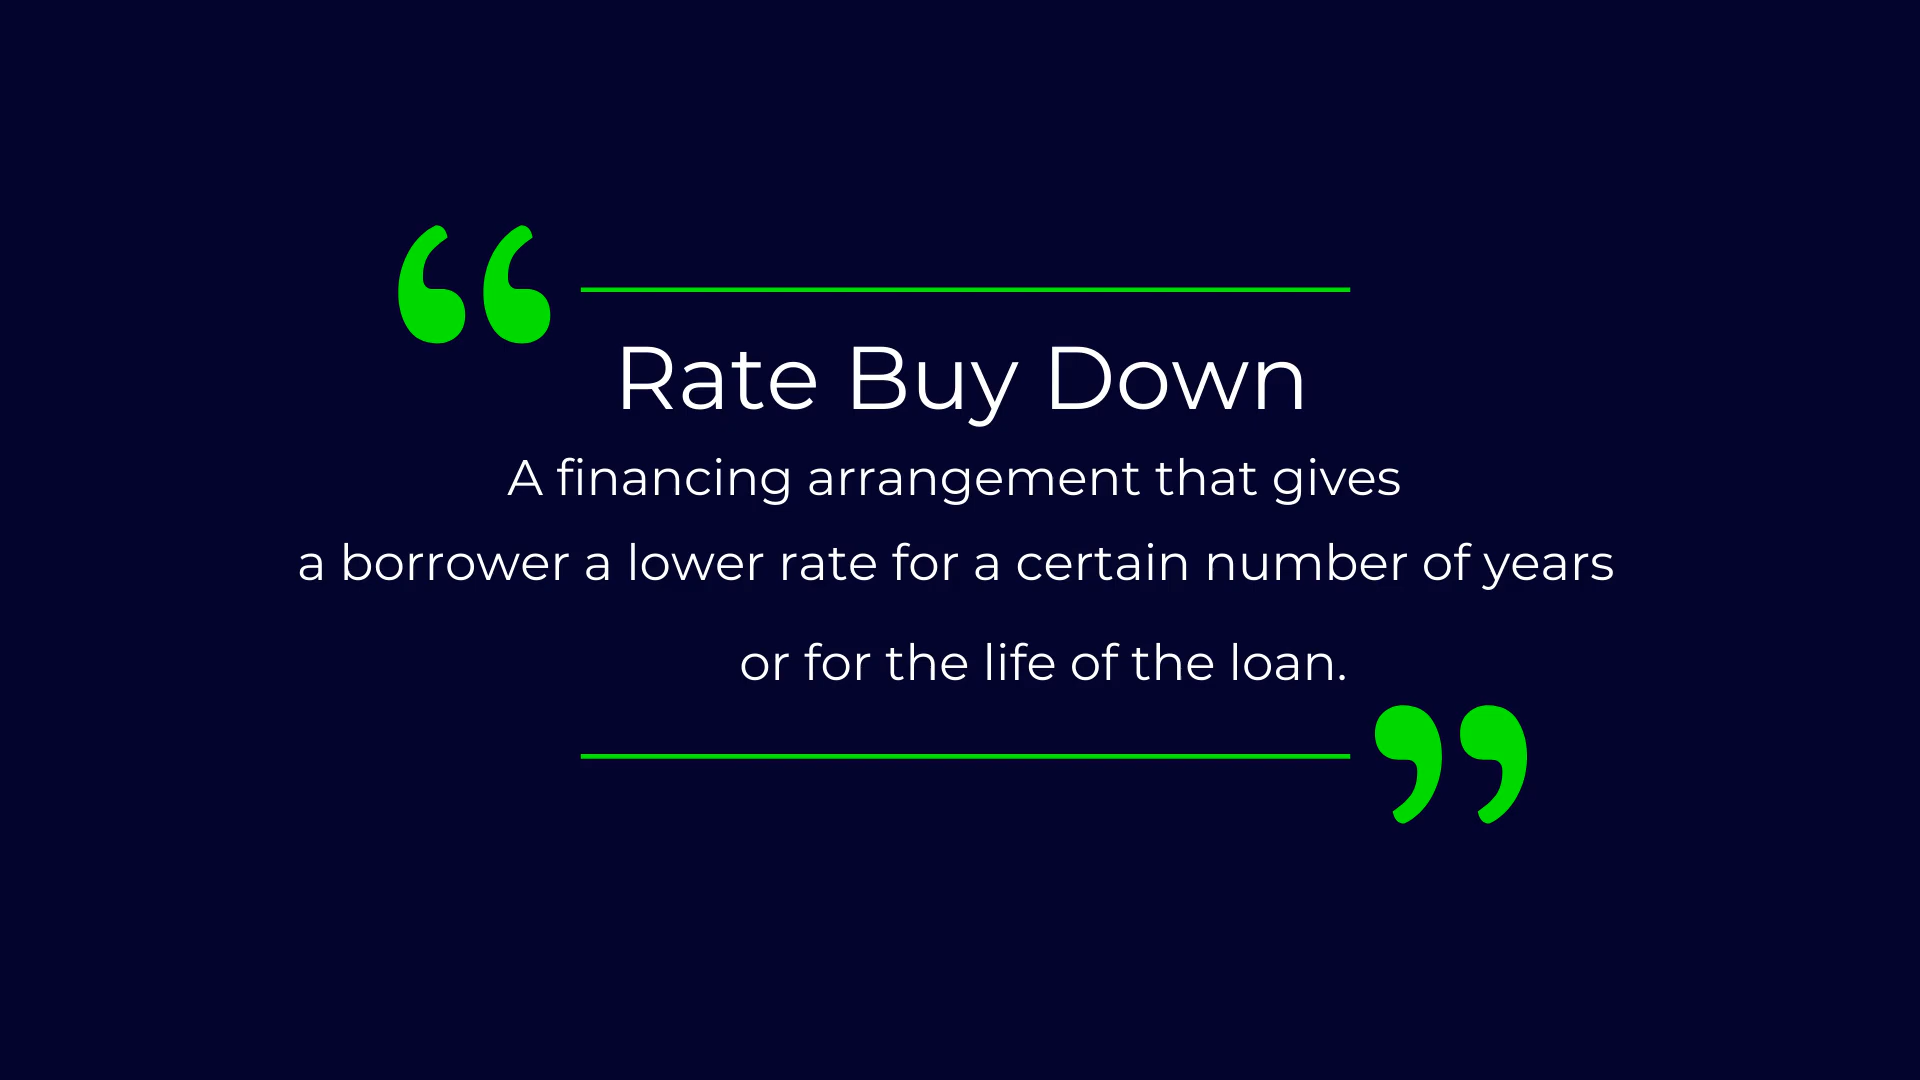 Rate Buy Down
A financing arrangement that gives
a borrower a lower rate for a certain number of years
or for the life of the loan.